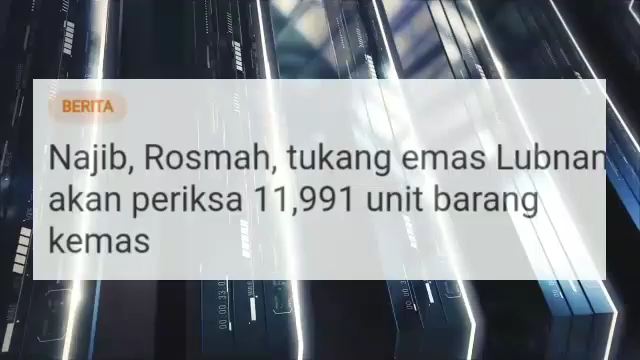 BERITA
Najib, Rosmah, tukang emas Lubnan
akan periksa 11,991 unit barang
kemas